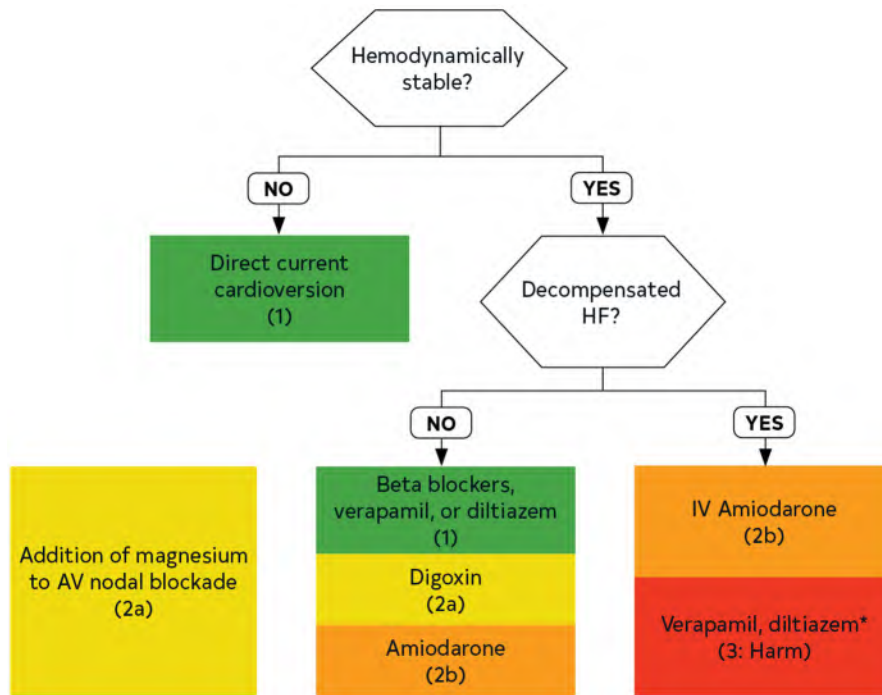 Hemodynamically
stable?
NO
YES
Direct current
cardioversion
(1)
Decompensated
HF?
NO
YES
Addition of magnesium
to AV nodal blockade
(2a)
Beta blockers,
verapamil, or diltiazem
(1)
Digoxin
(2a)
Amiodarone
(2b)
IV Amiodarone
(2b)
Verapamil, diltiazem*
(3: Harm)